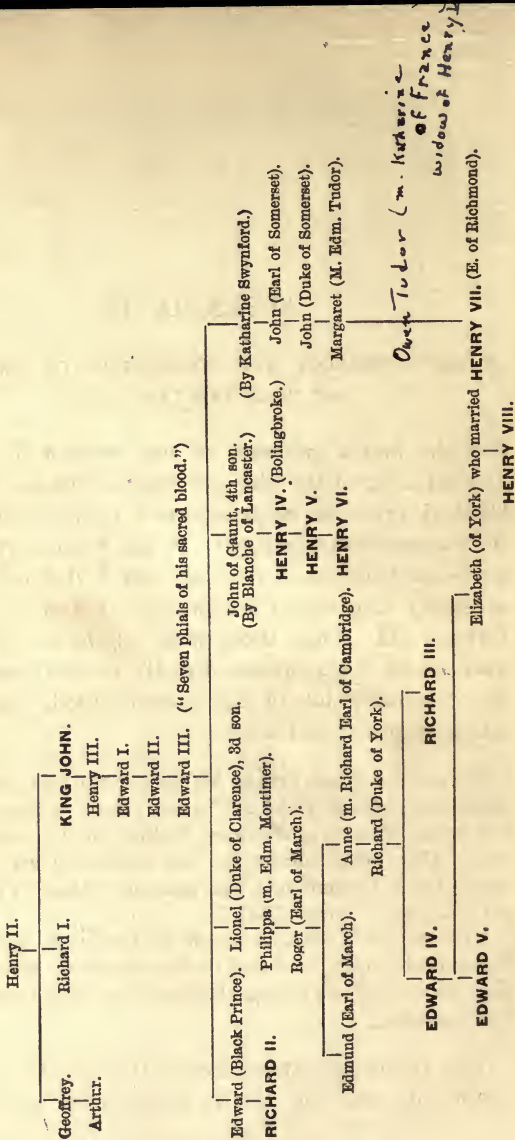 Henry II.
Geoffrey. Richard I. KING JOHN.
Arthur. Henry III.
Edward I.
Edward II.
Edward III. ("Seven phials of his sacred blood.")
Edward (Black Prince). Lionel (Duke of Clarence), 3d son. John of Gaunt, 4th son.
(By Blanche of Lancaster.) (By Katharine Swynford.)
RICHARD II. Philippa (m. Edm. Mortimer). HENRY IV. (Bolingbroke.) John (Earl of Somerset).
Roger (Earl of March). HENRY V. John (Duke of Somerset).
HENRY VI. Margaret (M. Edm. Tudor).
Edmund (Earl of March). Anne (m. Richard Earl of Cambridge).
Richard (Duke of York).
Owen Tudor (m. Katharine
of France
widow of Henry V
EDWARD IV. RICHARD III.
EDWARD V. Elizabeth (of York) who married HENRY VII. (E. of Richmond).
HENRY VIII.